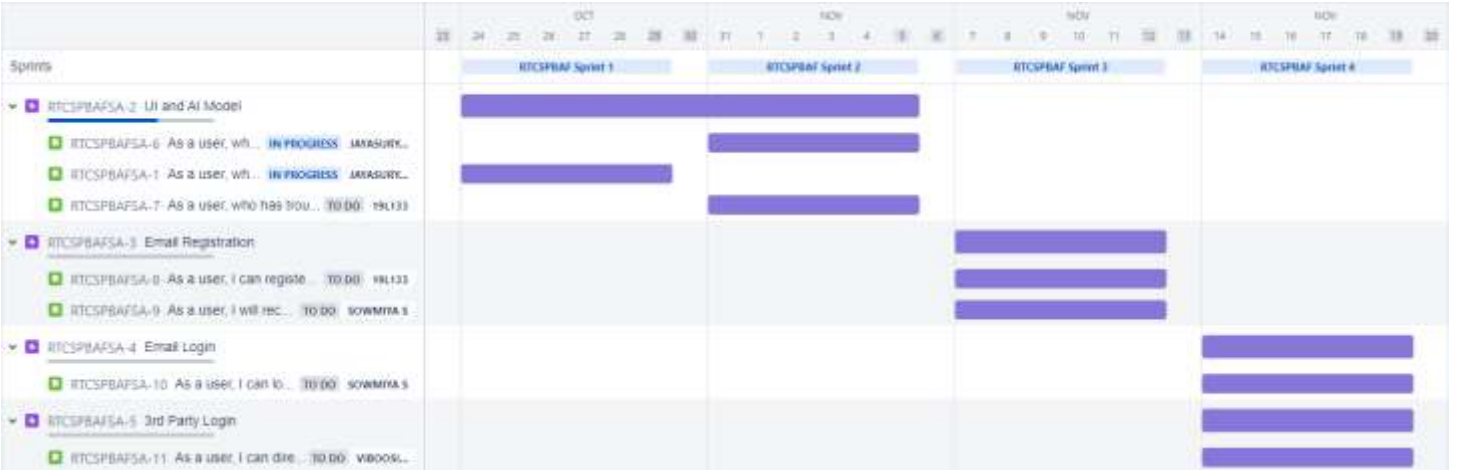 OCT NOV NOV NOV
23 24 25 26 27 28 29 30 31 1 2 3 4 5 6 7 8 9 10 11 12 13 14 15 16 17 18 19 20
Sprints RTCSPBAF Sprint 1 RTCSPBAF Sprint 2 RTCSPBAF Sprint 3 RTCSPBAF Sprint 4
RTCSPBAFSA-2 UI and AI Model
RTCSPBAFSA-6 As a user, wh... IN PROGRESS JAYASURY...
RTCSPBAFSA-1 As a user, wh... IN PROGRESS JAYASURY...
RTCSPBAFSA-7 As a user, who has trou... TO DO 19L133
RTCSPBAFSA-3 Email Registration
RTCSPBAFSA-8 As a user, I can registe... TO DO 19L133
RTCSPBAFSA-9 As a user, I will rec... TO DO SOWMIYA S
RTCSPBAFSA-4 Email Login
RTCSPBAFSA-10 As a user, I can lo... TO DO SOWMIYA S
RTCSPBAFSA-5 3rd Party Login
RTCSPBAFSA-11 As a user, I can dire... TO DO VIBOOSI...